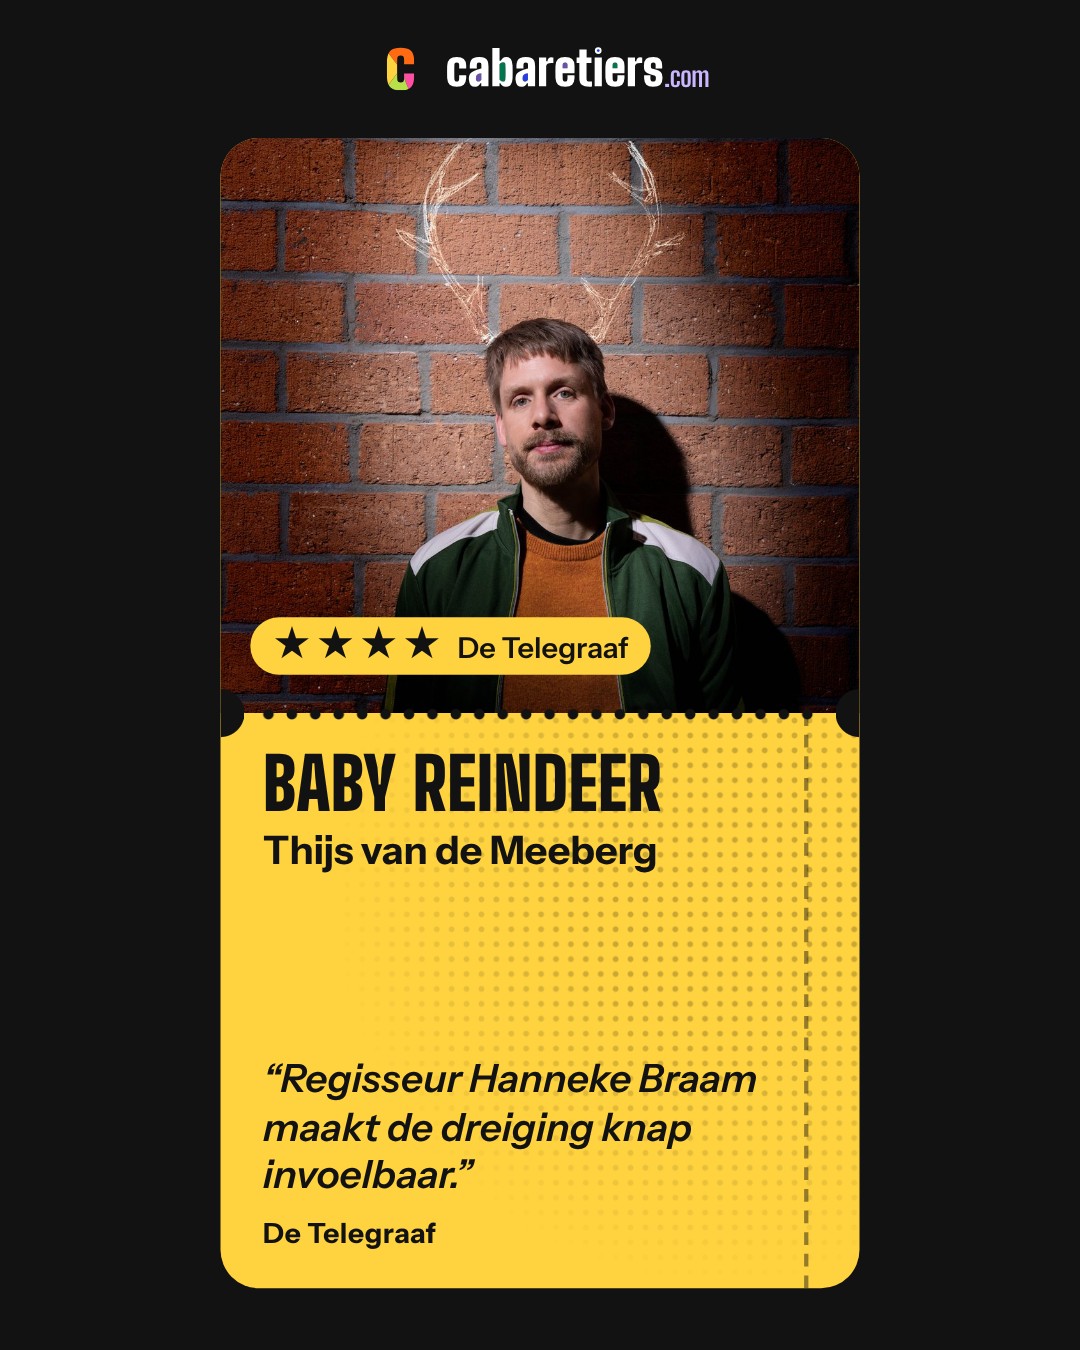 cabaretiers.com
★★★★ De Telegraaf
BABY REINDEER
Thijs van de Meeberg
“Regisseur Hanneke Braam
maakt de dreiging knap
invoelbaar.”
De Telegraaf